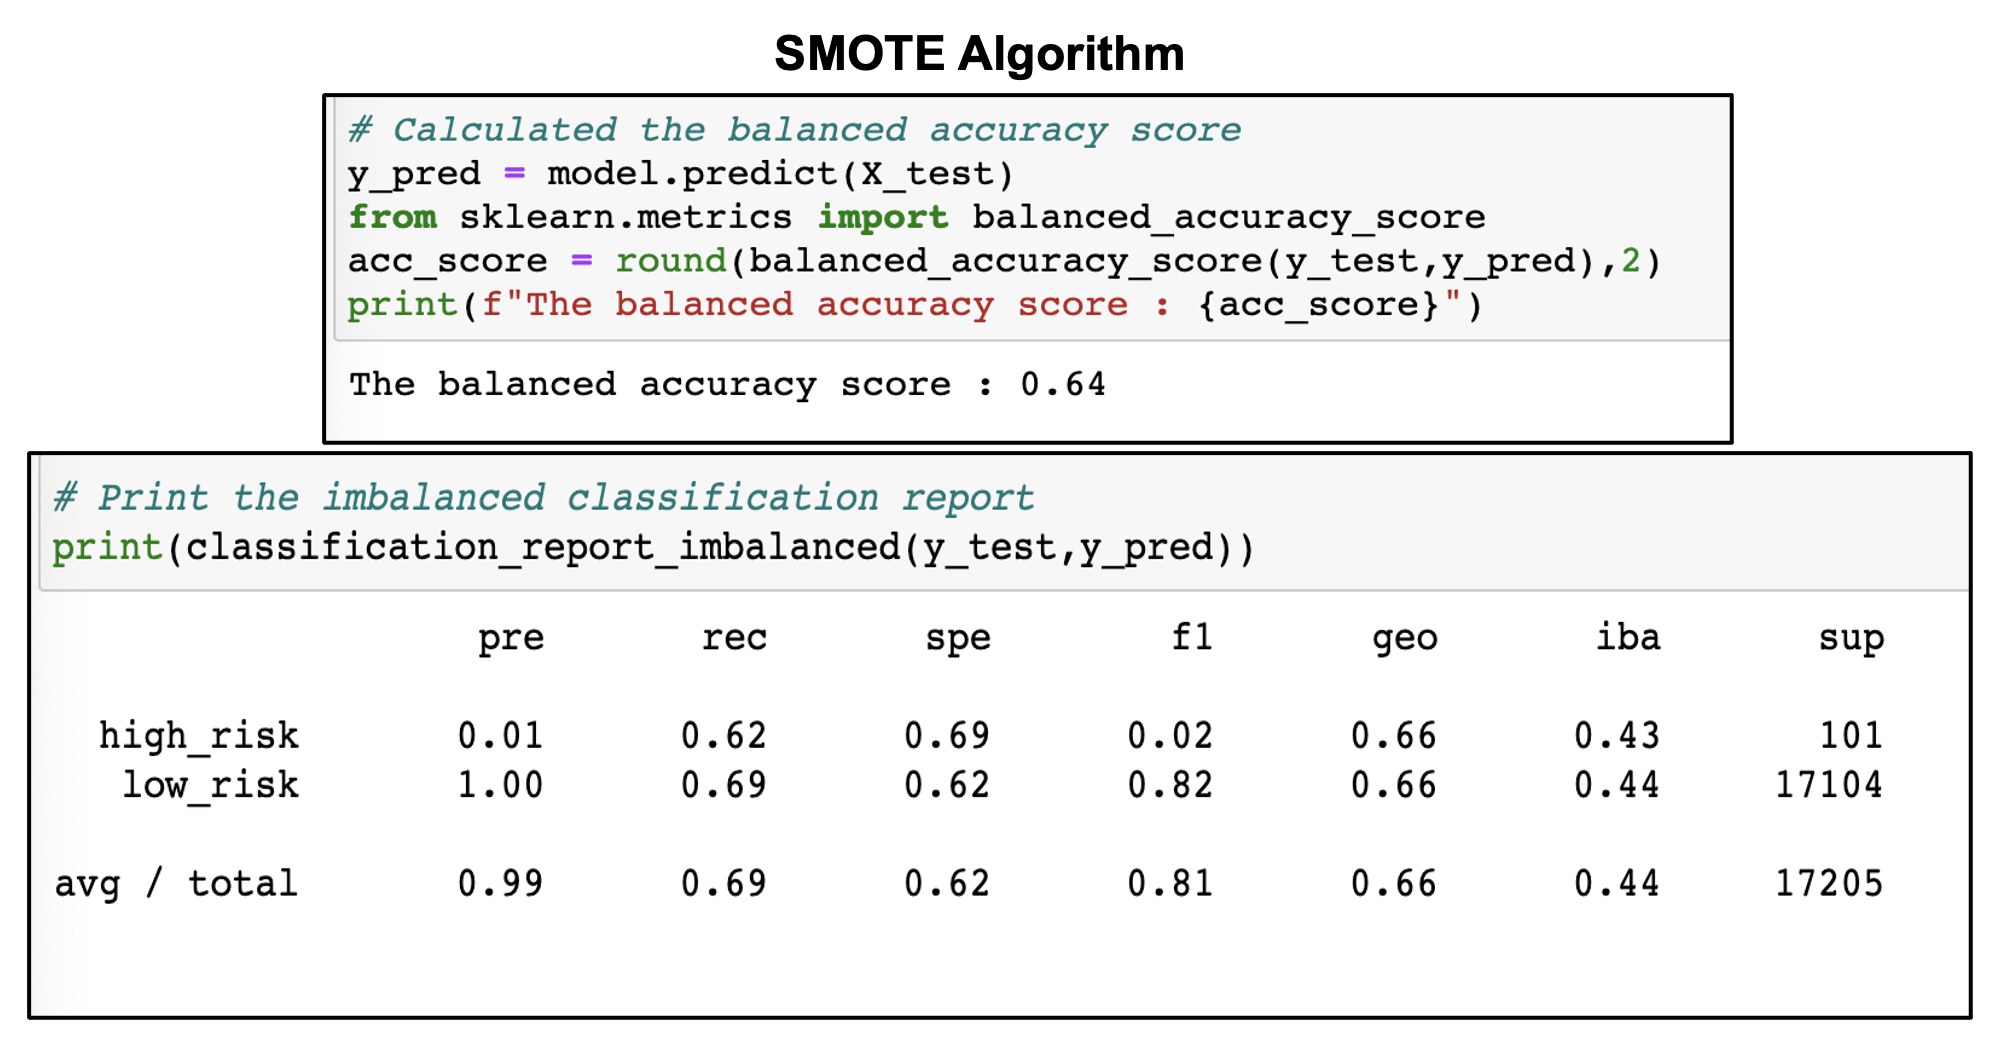 SMOTE Algorithm
# Calculated the balanced accuracy score
y_pred = model.predict(X_test)
from sklearn.metrics import balanced_accuracy_score
acc_score = round(balanced_accuracy_score(y_test,y_pred),2)
print(f"The balanced accuracy score : {acc_score}")
The balanced accuracy score : 0.64
# Print the imbalanced classification report
print(classification_report_imbalanced(y_test,y_pred))
pre rec spe f1 geo iba sup
high_risk 0.01 0.62 0.69 0.02 0.66 0.43 101
low_risk 1.00 0.69 0.62 0.82 0.66 0.44 17104
avg / total 0.99 0.69 0.62 0.81 0.66 0.44 17205